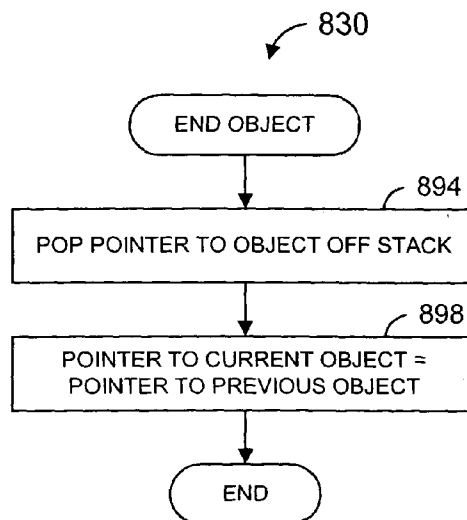 830
END OBJECT
894
POP POINTER TO OBJECT OFF STACK
898
POINTER TO CURRENT OBJECT =
POINTER TO PREVIOUS OBJECT
END